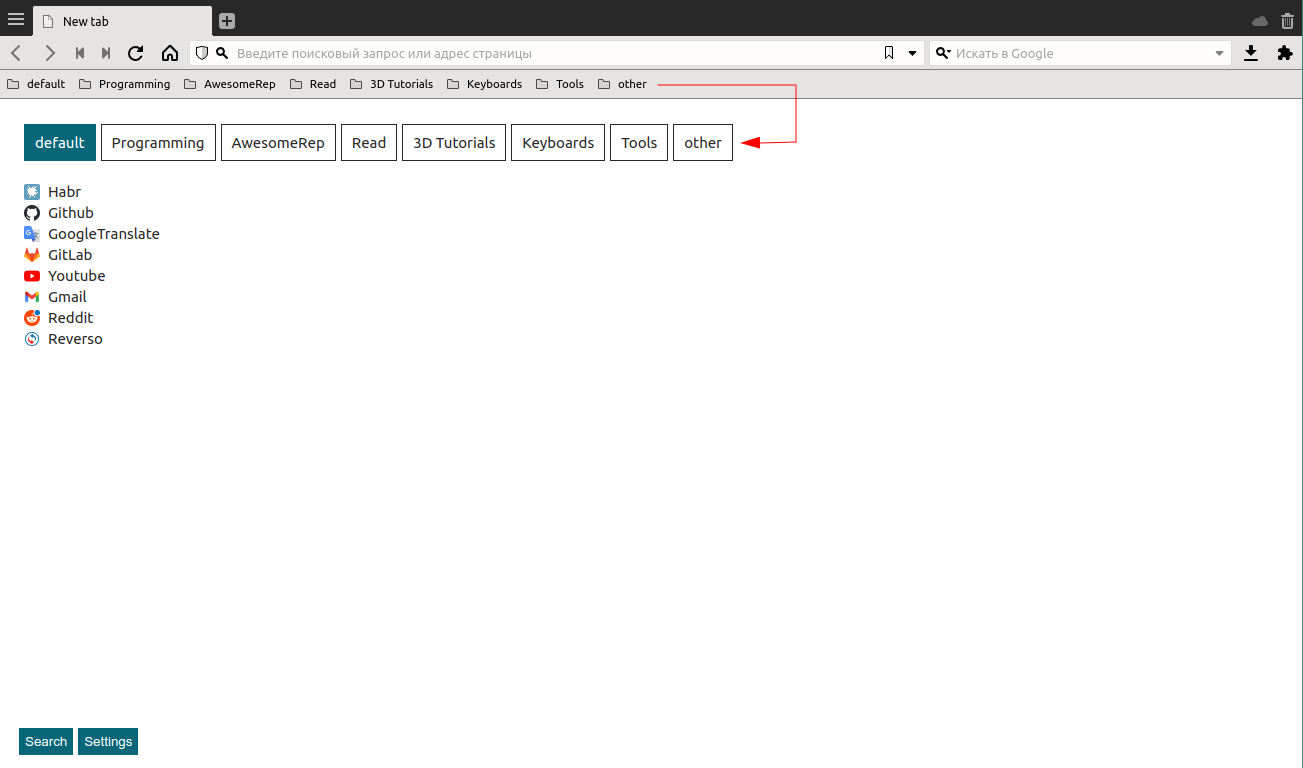 New tab
Введите поисковый запрос или адрес страницы
Искать в Google
default Programming AwesomeRep Read 3D Tutorials Keyboards Tools other
default Programming AwesomeRep Read 3D Tutorials Keyboards Tools other
Habr
Github
GoogleTranslate
GitLab
Youtube
Gmail
Reddit
Reverso
Search Settings